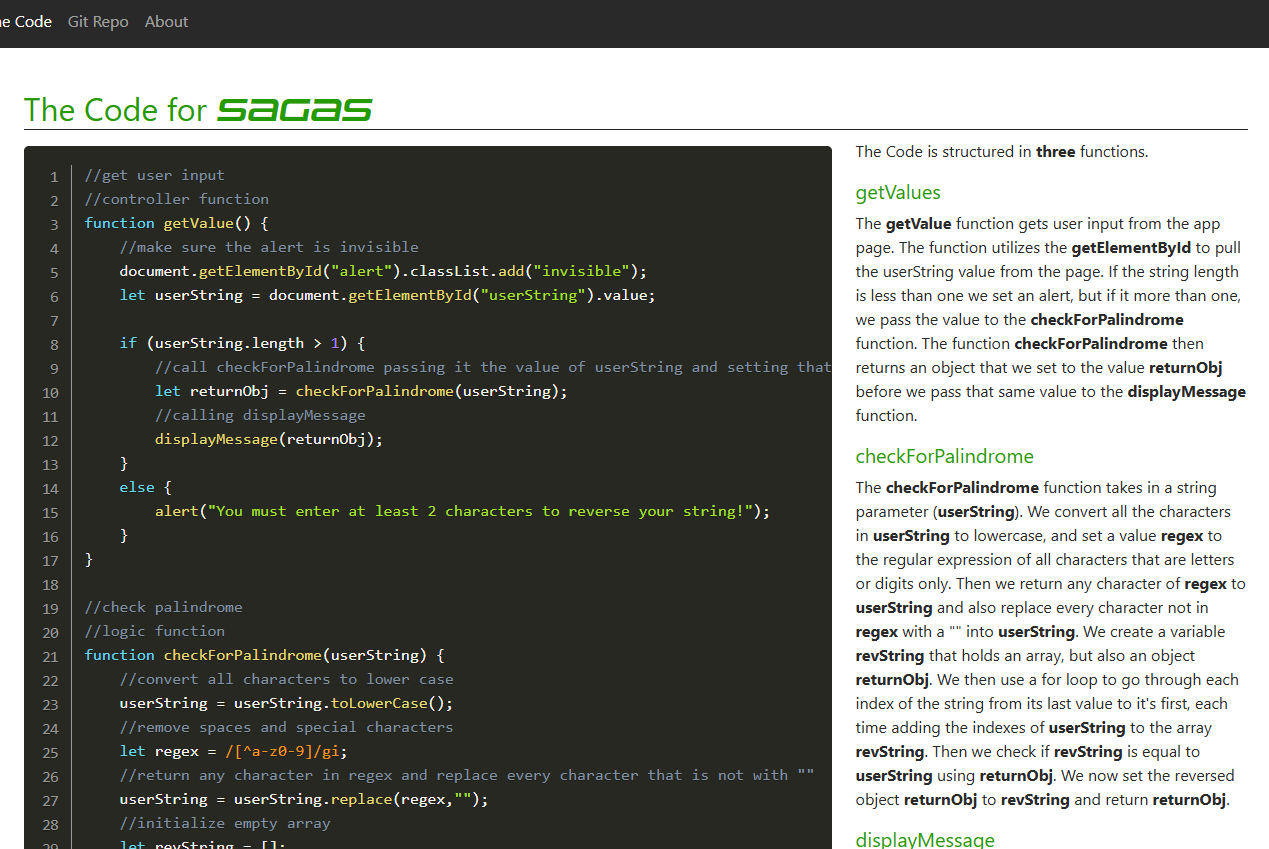 The Code Git Repo About
The Code for SAGAS
1 //get user input
2 //controller function
3 function getValue() {
4 //make sure the alert is invisible
5 document.getElementById("alert").classList.add("invisible");
6 let userString = document.getElementById("userString").value;
7
8 if (userString.length > 1) {
9 //call checkForPalindrome passing it the value of userString and setting that
10 let returnObj = checkForPalindrome(userString);
11 //calling displayMessage
12 displayMessage(returnObj);
13 }
14 else {
15 alert("You must enter at least 2 characters to reverse your string!");
16 }
17 }
18
19 //check palindrome
20 //logic function
21 function checkForPalindrome(userString) {
22 //convert all characters to lower case
23 userString = userString.toLowerCase();
24 //remove spaces and special characters
25 let regex = /[^a-z0-9]/gi;
26 //return any character in regex and replace every character that is not with ""
27 userString = userString.replace(regex,"");
28 //initialize empty array
29 let revString = [];
The Code is structured in three functions.
getValues
The getValue function gets user input from the app
page. The function utilizes the getElementById to pull
the userString value from the page. If the string length
is less than one we set an alert, but if it more than one,
we pass the value to the checkForPalindrome
function. The function checkForPalindrome then
returns an object that we set to the value returnObj
before we pass that same value to the displayMessage
function.
checkForPalindrome
The checkForPalindrome function takes in a string
parameter (userString). We convert all the characters
in userString to lowercase, and set a value regex to
the regular expression of all characters that are letters
or digits only. Then we return any character of regex to
userString and also replace every character not in
regex with a "" into userString. We create a variable
revString that holds an array, but also an object
returnObj. We then use a for loop to go through each
index of the string from its last value to it's first, each
time adding the indexes of userString to the array
revString. Then we check if revString is equal to
userString using returnObj. We now set the reversed
object returnObj to revString and return returnObj.
displayMessage